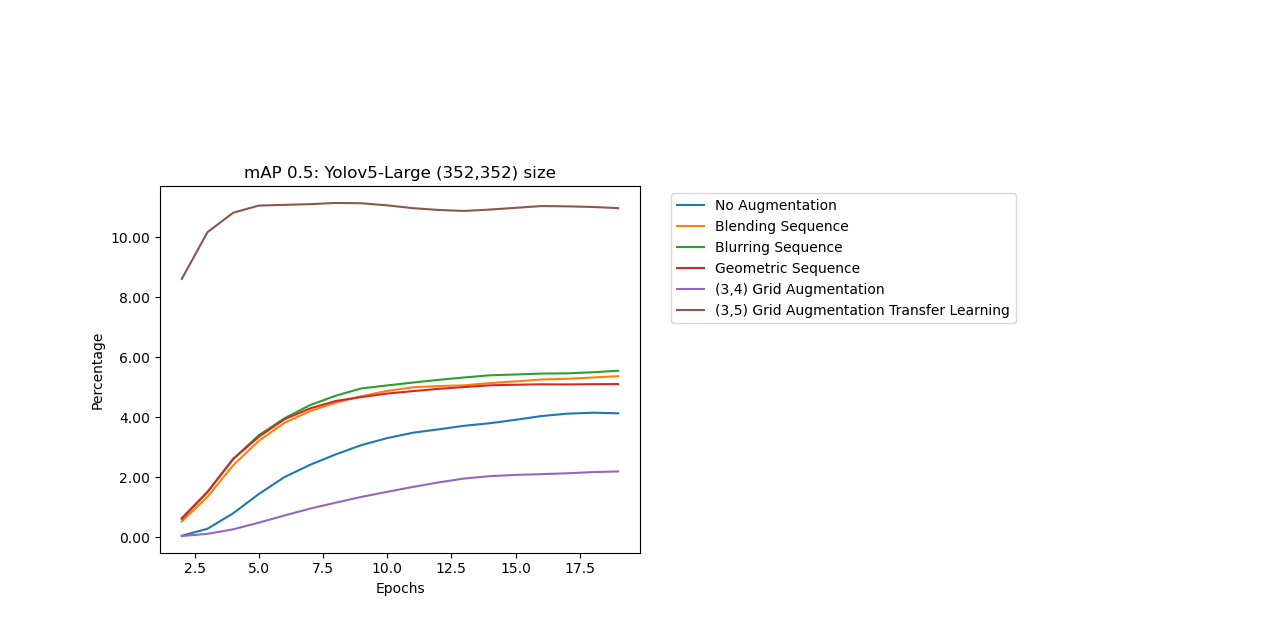 mAP 0.5: Yolov5-Large (352,352) size
No Augmentation
Blending Sequence
Blurring Sequence
Geometric Sequence
(3,4) Grid Augmentation
(3,5) Grid Augmentation Transfer Learning
Percentage
10.00
8.00
6.00
4.00
2.00
0.00
2.5 5.0 7.5 10.0 12.5 15.0 17.5
Epochs